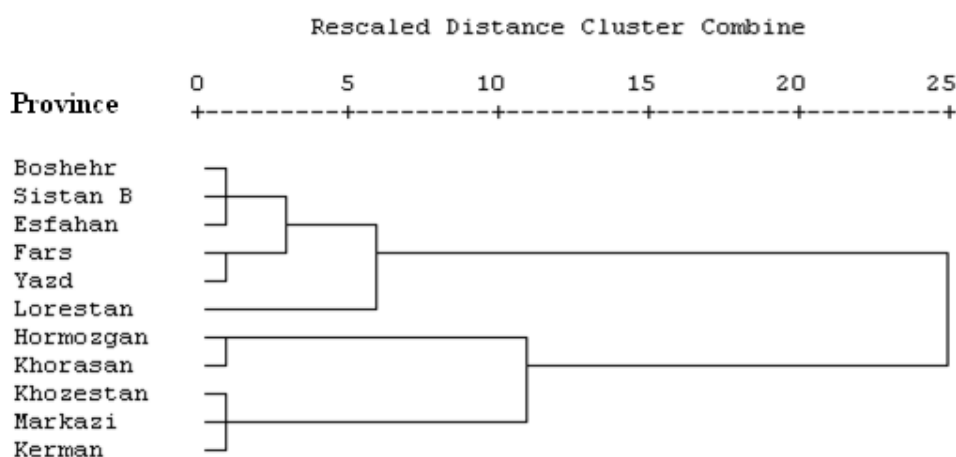 Rescaled Distance Cluster Combine
0 5 10 15 20 25
Province
Boshehr
Sistan B
Esfahan
Fars
Yazd
Lorestan
Hormozgan
Khorasan
Khozestan
Markazi
Kerman